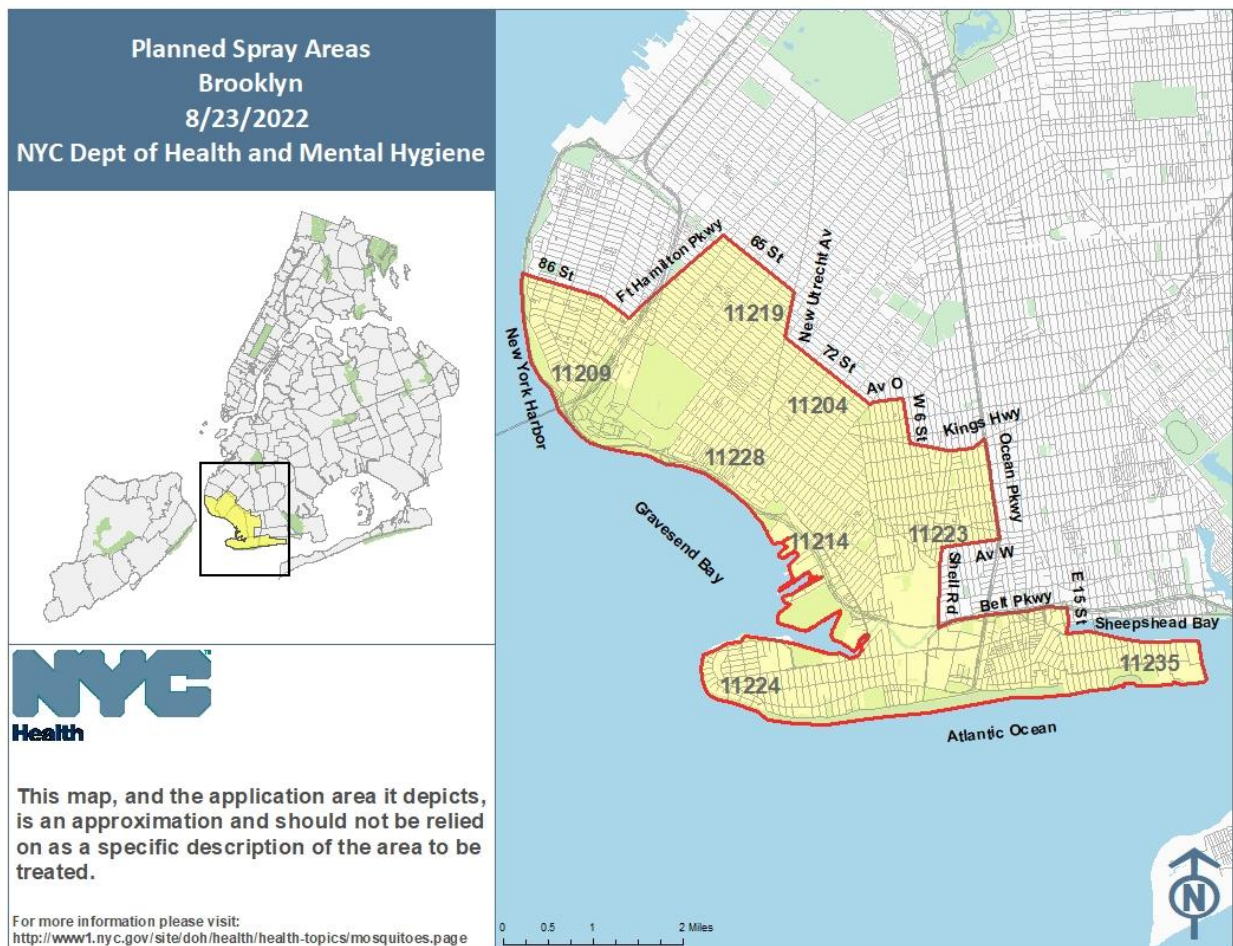 Planned Spray Areas
Brooklyn
8/23/2022
NYC Dept of Health and Mental Hygiene
NYC
Health
This map, and the application area it depicts,
is an approximation and should not be relied
on as a specific description of the area to be
treated.
For more information please visit:
http://www1.nyc.gov/site/doh/health/health-topics/mosquitoes.page
86 St
Ft Hamilton Pkwy
65 St
New Utrecht Av
11219
72 St
11209
New York Harbor
11204
Av O
W 6 St
Kings Hwy
Ocean Pkwy
11228
Gravesend Bay
11214
11223
Av W
Shell Rd
Belt Pkwy
E 15 St
Sheepshead Bay
11235
11224
Atlantic Ocean
0 0.5 1 2 Miles
N